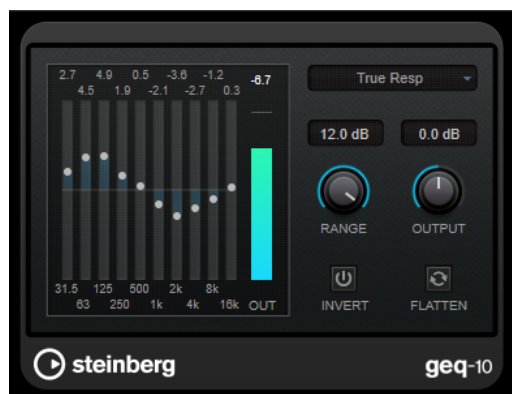 2.7 4.9 0.5 -3.6 -1.2 -6.7
4.5 1.9 -2.1 -2.7 0.3
True Resp
12.0 dB 0.0 dB
RANGE OUTPUT
31.5 125 500 2k 8k
63 250 1k 4k 16k OUT
INVERT FLATTEN
steinberg geq-10